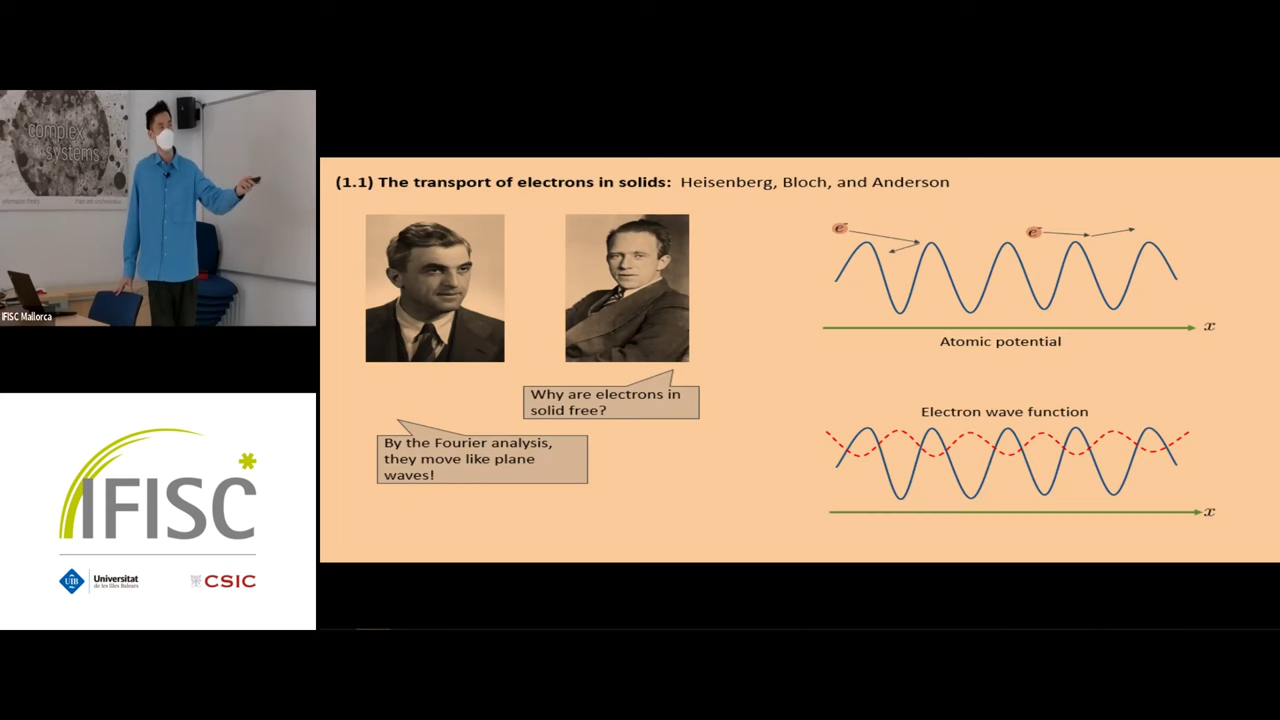 complex
systems
IFISC Mallorca
IFISC
UIB
Universitat
de les Illes Balears
CSIC
(1.1) The transport of electrons in solids: Heisenberg, Bloch, and Anderson
Why are electrons in
solid free?
By the Fourier analysis,
they move like plane
waves!
e⁻
e⁻
x
Atomic potential
Electron wave function
x